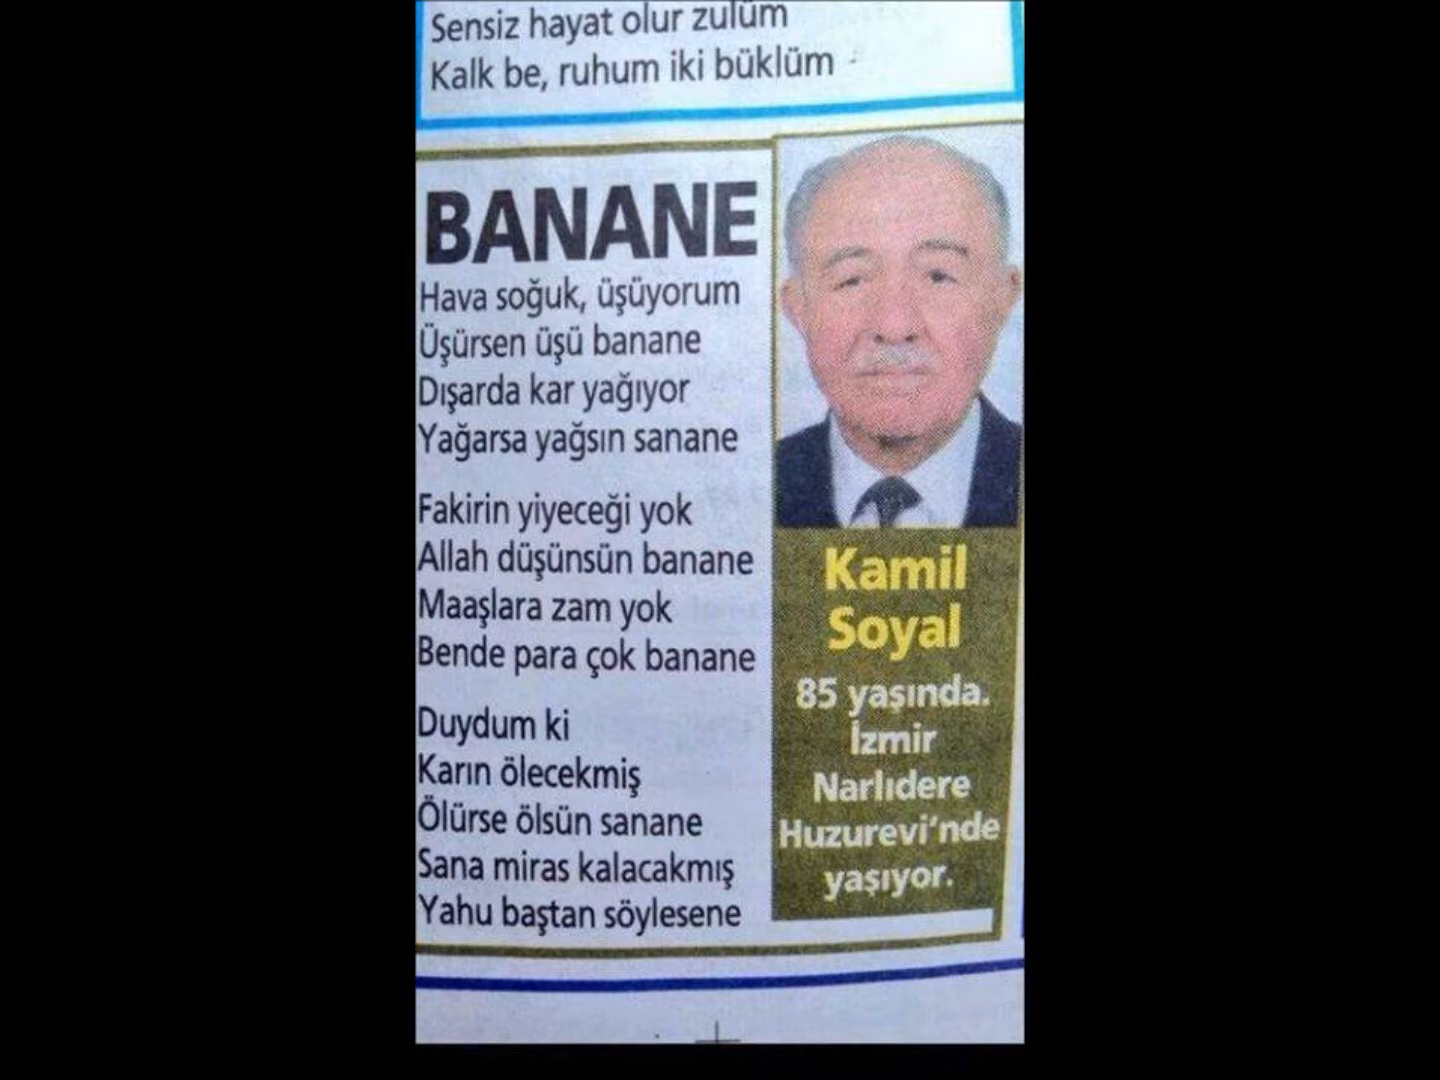 Sensiz hayat olur zulüm
Kalk be, ruhum iki büklüm
BANANE
Hava soğuk, üşüyorum
Üşürsen üşü banane
Dışarda kar yağıyor
Yağarsa yağsın sanane
Fakirin yiyeceği yok
Allah düşünsün banane
Maaşlara zam yok
Bende para çok banane
Duydum ki
Karın ölecekmiş
Ölürse ölsün sanane
Sana miras kalacakmış
Yahu baştan söylesene
Kamil
Soyal
85 yaşında.
İzmir
Narlıdere
Huzurevi'nde
yaşıyor.